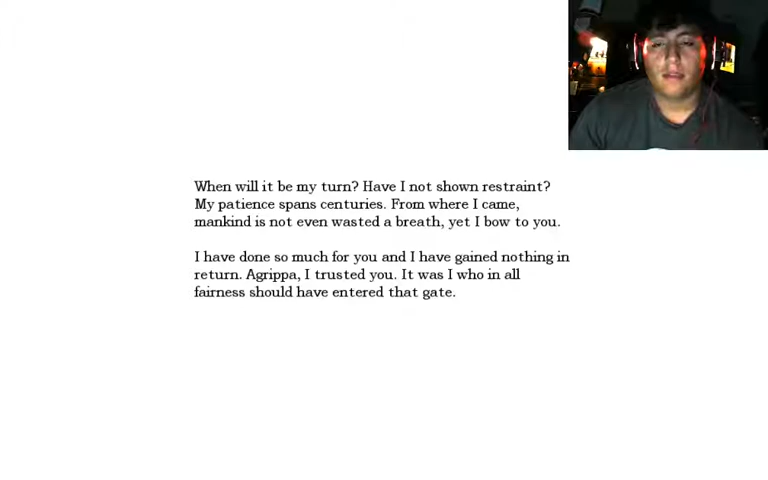 When will it be my turn? Have I not shown restraint?
My patience spans centuries. From where I came,
mankind is not even wasted a breath, yet I bow to you.
I have done so much for you and I have gained nothing in
return. Agrippa, I trusted you. It was I who in all
fairness should have entered that gate.